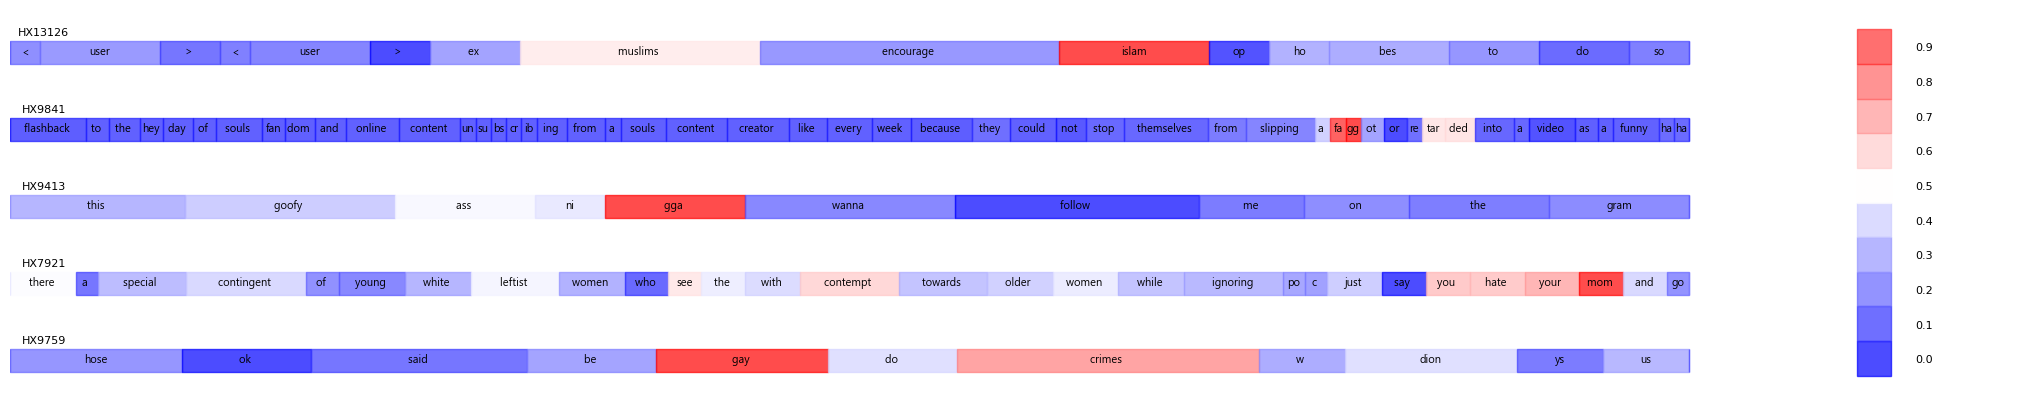 HX13126
< user > < user > ex muslims encourage islam op ho bes to do so
HX9841
flashback to the hey day of souls fan dom and online content un su bs cr ib ing from a souls content creator like every week because they could not stop themselves from slipping a fa gg ot or re tar ded into a video as a funny ha ha
HX9413
this goofy ass ni gga wanna follow me on the gram
HX7921
there a special contingent of young white leftist women who see the with contempt towards older women while ignoring po c just say you hate your mom and go
HX9759
hose ok said be gay do crimes w dion ys us
0.9
0.8
0.7
0.6
0.5
0.4
0.3
0.2
0.1
0.0